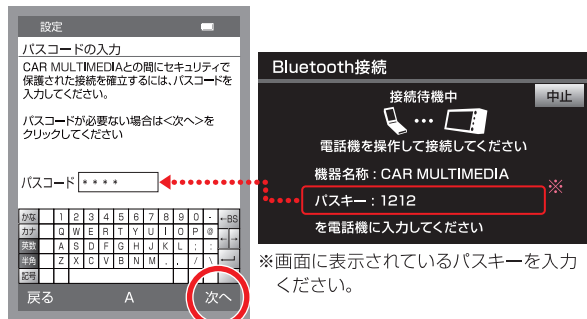 設定
パスコードの入力
CAR MULTIMEDIAとの間にセキュリティで
保護された接続を確立するには、パスコードを
入力してください。
パスコードが必要ない場合は<次へ>を
クリックしてください
パスコード ****
かな 1 2 3 4 5 6 7 8 9 0 - ←BS
カナ Q W E R T Y U I O P @
英数 A S D F G H J K L ; : ← →
半角 Z X C V B N M , . / \
記号
戻る A 次へ
Bluetooth接続
接続待機中 中止
電話機を操作して接続してください
機器名称 : CAR MULTIMEDIA
パスキー : 1212 ※
を電話機に入力してください
※画面に表示されているパスキーを入力
ください。